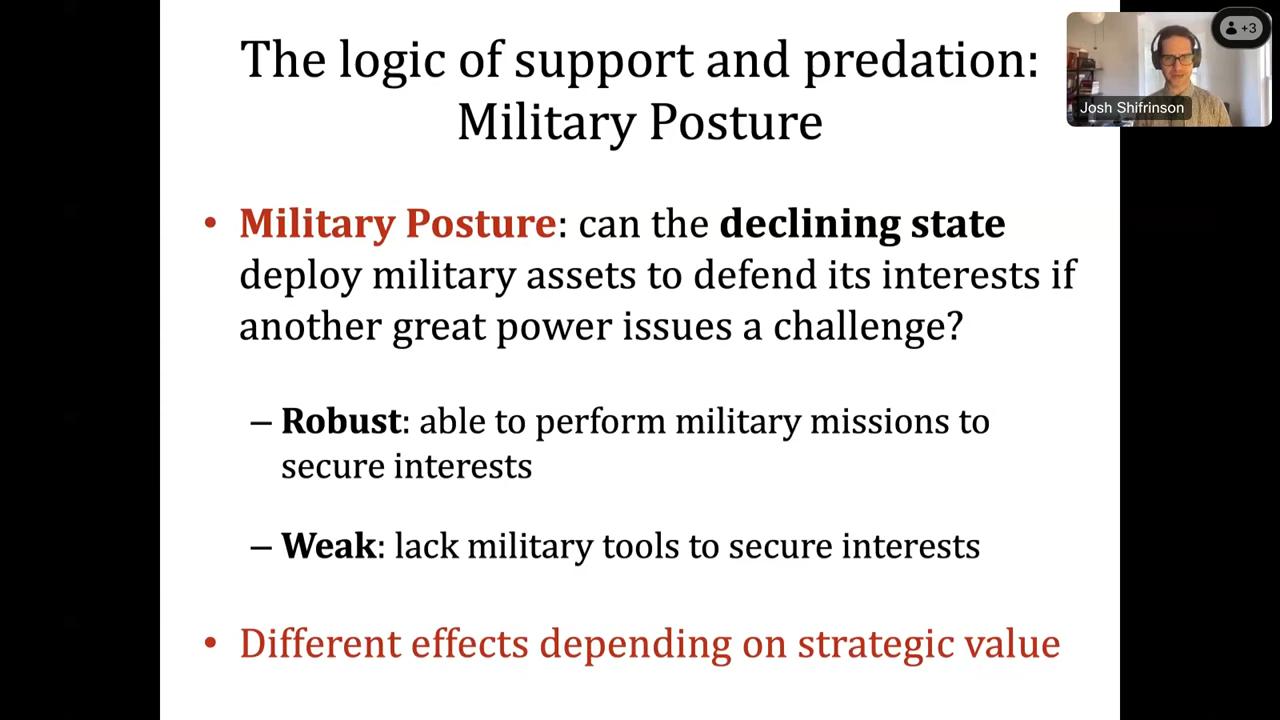 The logic of support and predation:
Military Posture
+3
Josh Shifrinson
• Military Posture: can the declining state
deploy military assets to defend its interests if
another great power issues a challenge?
– Robust: able to perform military missions to
secure interests
– Weak: lack military tools to secure interests
• Different effects depending on strategic value